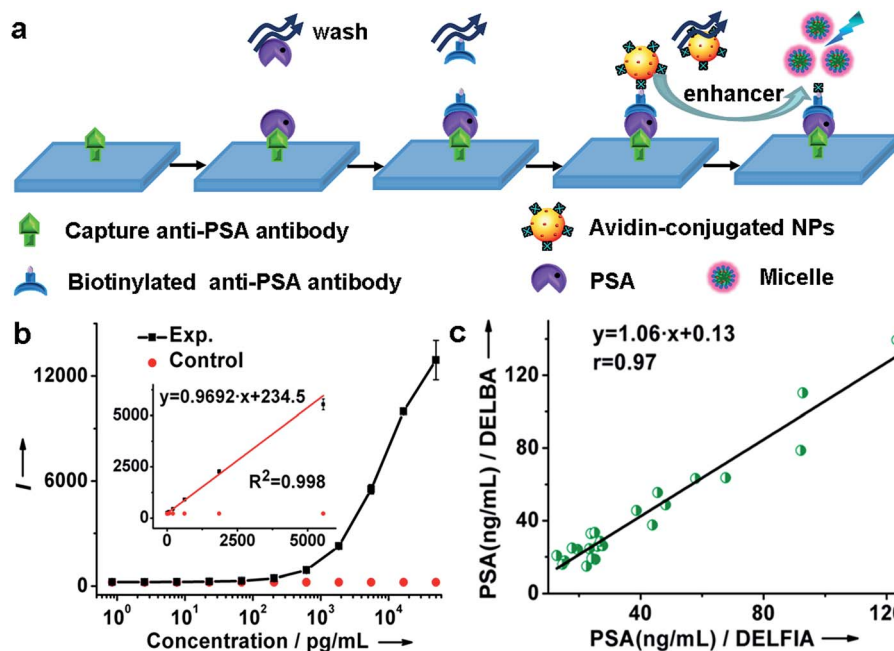 a
wash
enhancer
Capture anti-PSA antibody
Avidin-conjugated NPs
Biotinylated anti-PSA antibody
PSA
Micelle
b
Exp.
Control
12000
6000
0
I
y=0.9692·x+234.5
5000
2500
0
R²=0.998
0 2500 5000
10⁰ 10¹ 10² 10³ 10⁴
Concentration / pg/mL
c
y=1.06·x+0.13
r=0.97
120
80
40
0
PSA(ng/mL) / DELBA
40 80 120
PSA(ng/mL) / DELFIA